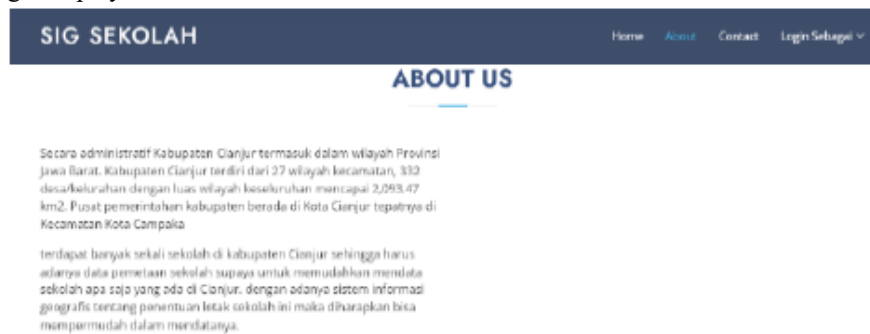 SIG SEKOLAH
Home About Contact Login Sebagai
ABOUT US
Secara administratif Kabupaten Cianjur termasuk dalam wilayah Provinsi
Jawa Barat. Kabupaten Cianjur terdiri dari 27 wilayah kecamatan, 332
desa/kelurahan dengan luas wilayah keseluruhan mencapai 2,093.47
km2. Pusat pemerintahan kabupaten berada di Kota Cianjur tepatnya di
Kecamatan Kota Campaka
terdapat banyak sekali sekolah di kabupaten Cianjur sehingga harus
adanya data pemetaan sekolah supaya untuk memudahkan mendata
sekolah apa saja yang ada di Cianjur. dengan adanya sistem informasi
geografis tentang penentuan letak sekolah ini maka diharapkan bisa
mempermudah dalam mendatanya.